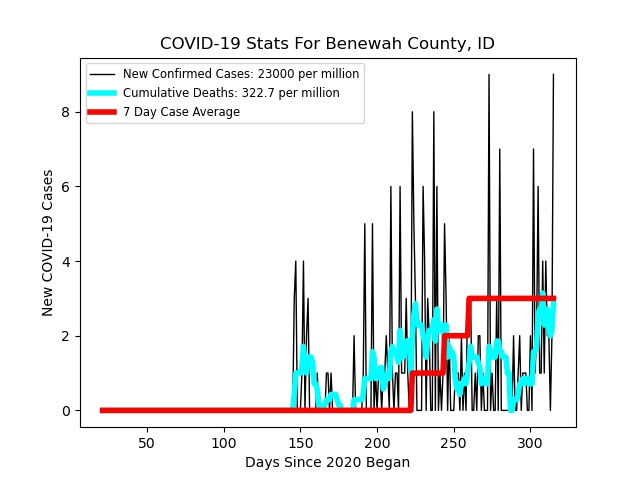 COVID-19 Stats For Benewah County, ID
New Confirmed Cases: 23000 per million
Cumulative Deaths: 322.7 per million
7 Day Case Average
New COVID-19 Cases
8
6
4
2
0
50 100 150 200 250 300
Days Since 2020 Began